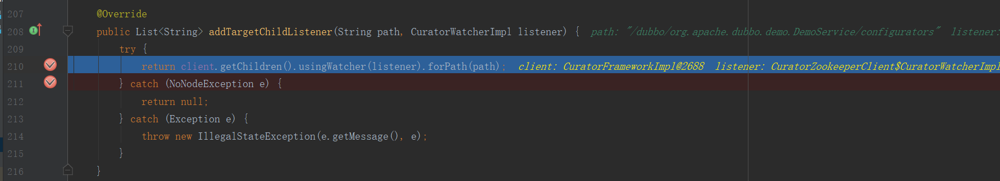 207 @Override
208 public List<String> addTargetChildListener(String path, CuratorWatcherImpl listener) { path: "/dubbo/org.apache.dubbo.demo.DemoService/configurators" listener:
209 try {
210 return client.getChildren().usingWatcher(listener).forPath(path); client: CuratorFrameworkImpl@2688 listener: CuratorZookeeperClient$CuratorWatcherImpl
211 } catch (NoNodeException e) {
212 return null;
213 } catch (Exception e) {
214 throw new IllegalStateException(e.getMessage(), e);
215 }
216 }